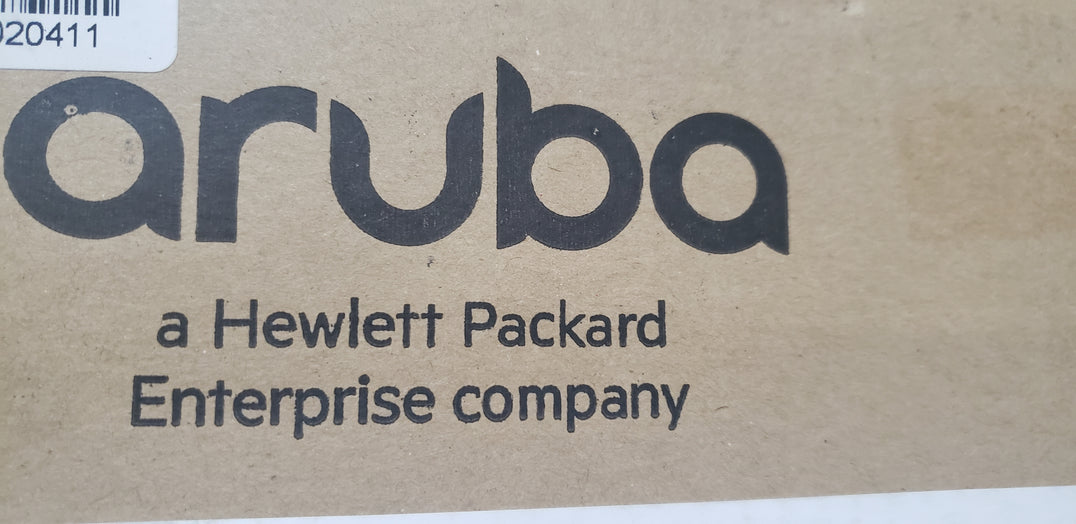 020411
aruba
a Hewlett Packard
Enterprise company